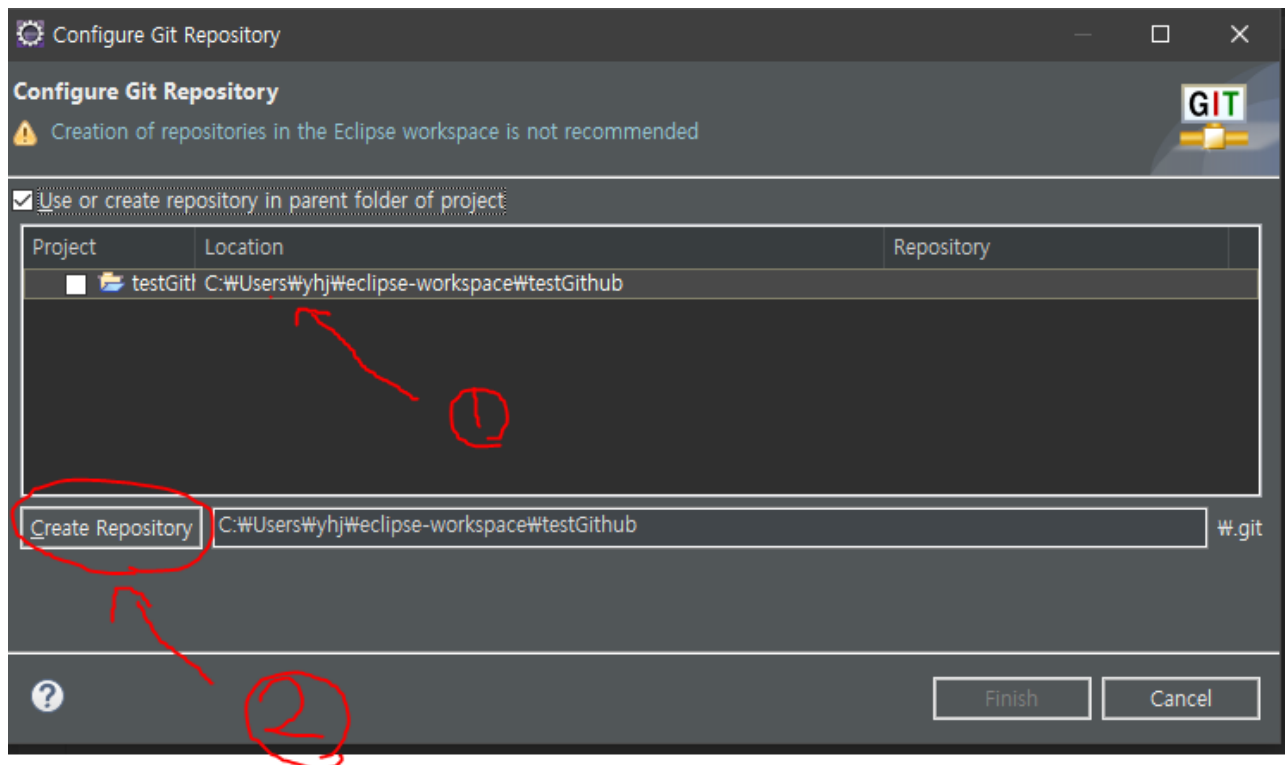 Configure Git Repository
Configure Git Repository
GIT
Creation of repositories in the Eclipse workspace is not recommended
Use or create repository in parent folder of project
Project Location Repository
testGitl C:₩Users₩yhj₩eclipse-workspace₩testGithub
①
Create Repository C:₩Users₩yhj₩eclipse-workspace₩testGithub ₩.git
②
? Finish Cancel